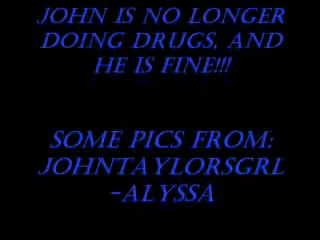 JOHN IS NO LONGER
DOING DRUGS, AND
HE IS FINE!!!
SOME PICS FROM:
JOHNTAYLORSGRL
-ALYSSA